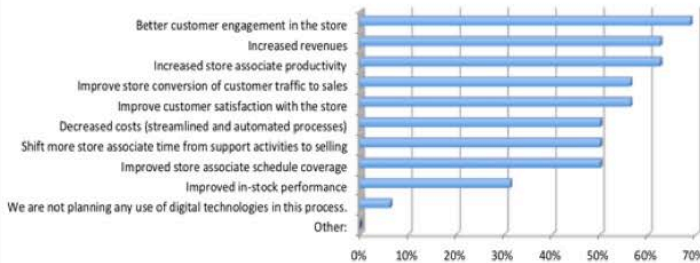 Better customer engagement in the store
Increased revenues
Increased store associate productivity
Improve store conversion of customer traffic to sales
Improve customer satisfaction with the store
Decreased costs (streamlined and automated processes)
Shift more store associate time from support activities to selling
Improved store associate schedule coverage
Improved in-stock performance
We are not planning any use of digital technologies in this process.
Other:
0% 10% 20% 30% 40% 50% 60% 70%